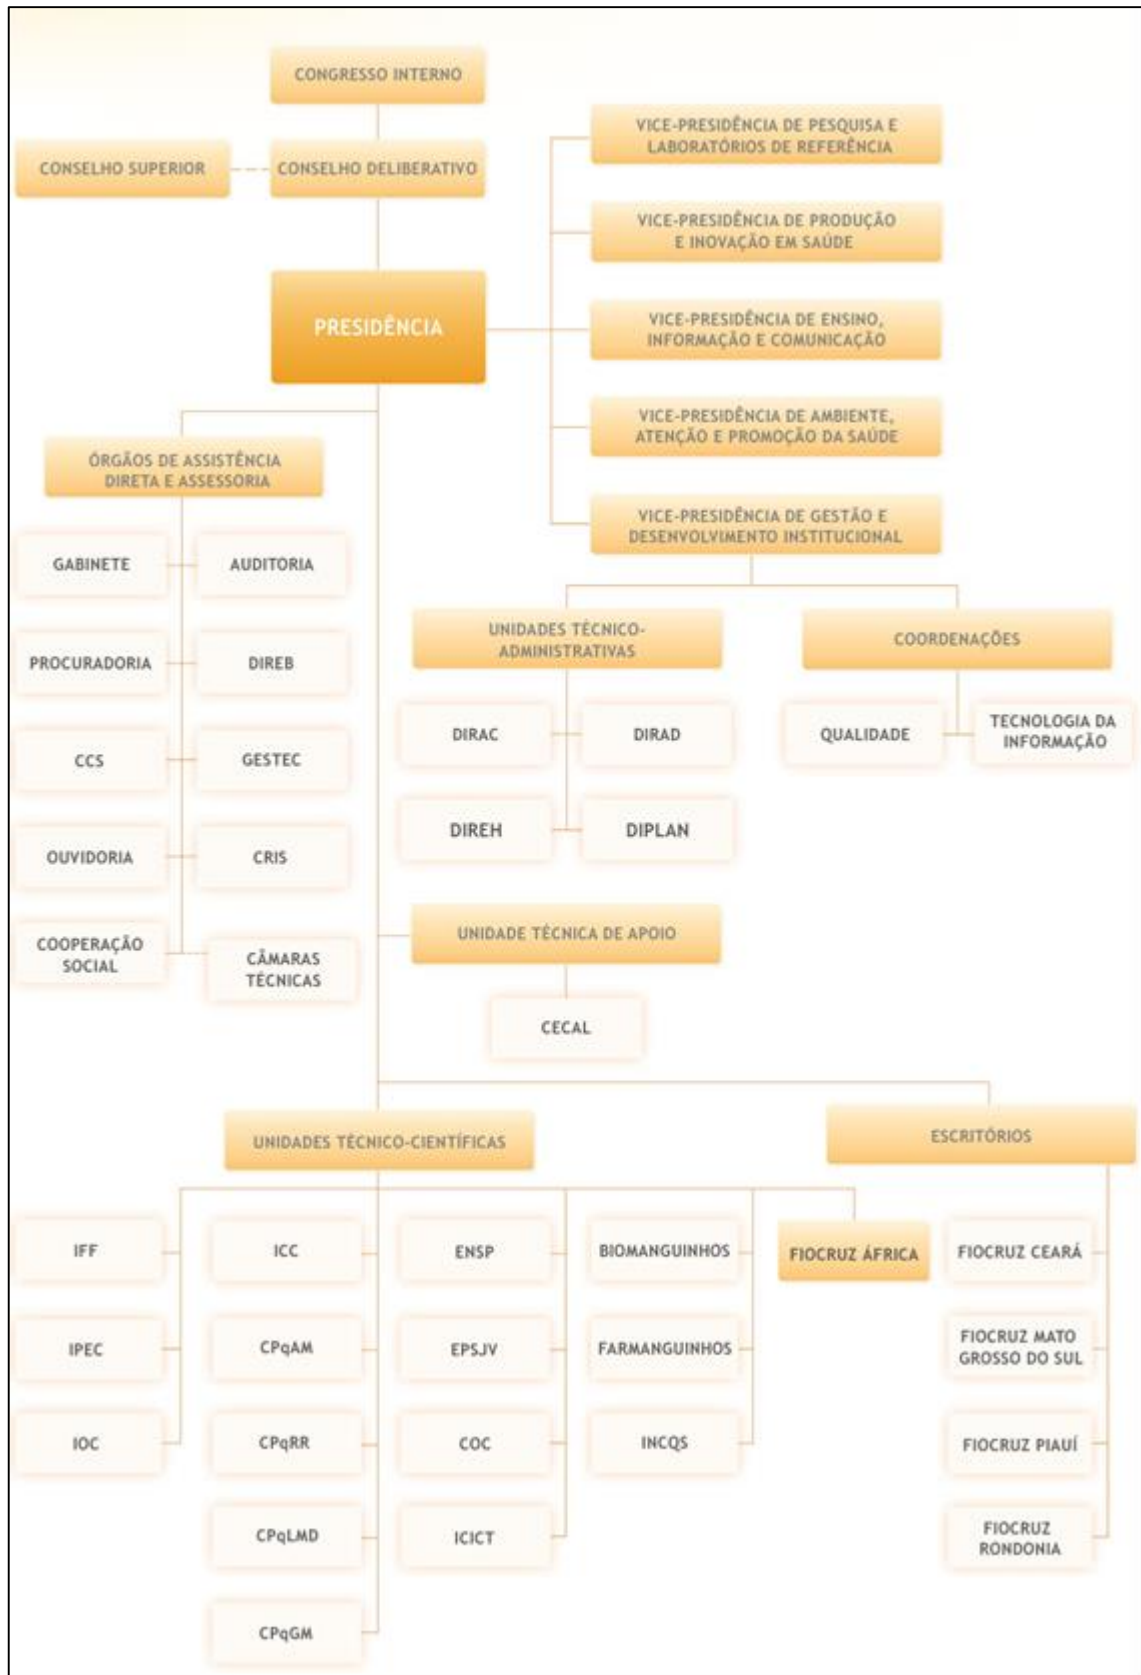 CONGRESSO INTERNO
CONSELHO SUPERIOR
CONSELHO DELIBERATIVO
PRESIDÊNCIA
VICE-PRESIDÊNCIA DE PESQUISA E
LABORATÓRIOS DE REFERÊNCIA
VICE-PRESIDÊNCIA DE PRODUÇÃO
E INOVAÇÃO EM SAÚDE
VICE-PRESIDÊNCIA DE ENSINO,
INFORMAÇÃO E COMUNICAÇÃO
VICE-PRESIDÊNCIA DE AMBIENTE,
ATENÇÃO E PROMOÇÃO DA SAÚDE
VICE-PRESIDÊNCIA DE GESTÃO E
DESENVOLVIMENTO INSTITUCIONAL
ÓRGÃOS DE ASSISTÊNCIA
DIRETA E ASSESSORIA
GABINETE
AUDITORIA
PROCURADORIA
DIREB
CCS
GESTEC
OUVIDORIA
CRIS
COOPERAÇÃO
SOCIAL
CÂMARAS
TÉCNICAS
UNIDADES TÉCNICO-
ADMINISTRATIVAS
DIRAC
DIRAD
DIREH
DIPLAN
COORDENAÇÕES
QUALIDADE
TECNOLOGIA DA
INFORMAÇÃO
UNIDADE TÉCNICA DE APOIO
CECAL
UNIDADES TÉCNICO-CIENTÍFICAS
IFF
IPEC
IOC
ICC
CPqAM
CPqRR
CPqLMD
CPqGM
ENSP
EPSJV
COC
ICICT
BIOMANGUINHOS
FARMANGUINHOS
INCQS
FIOCRUZ ÁFRICA
ESCRITÓRIOS
FIOCRUZ CEARÁ
FIOCRUZ MATO
GROSSO DO SUL
FIOCRUZ PIAUÍ
FIOCRUZ
RONDONIA